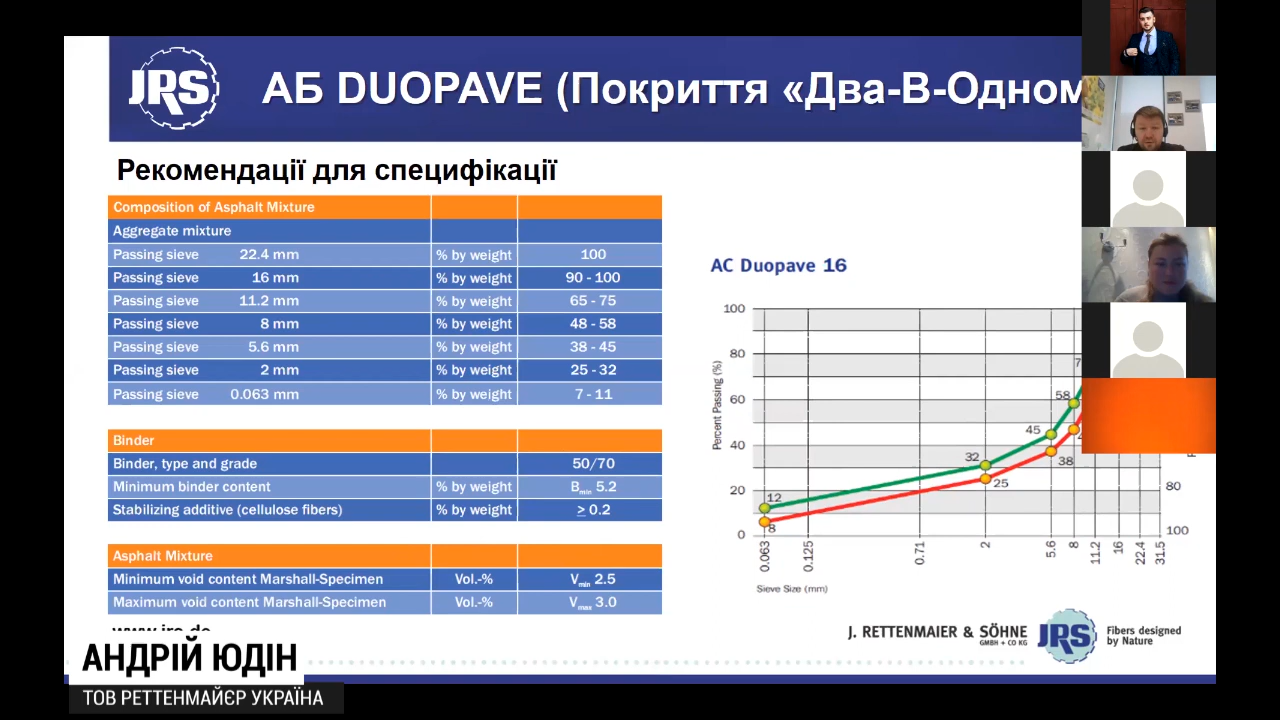 JRS
АБ DUOPAVE (Покриття «Два-В-Одном
Рекомендації для специфікації
Composition of Asphalt Mixture
Aggregate mixture
Passing sieve 22.4 mm % by weight 100
Passing sieve 16 mm % by weight 90 - 100
Passing sieve 11.2 mm % by weight 65 - 75
Passing sieve 8 mm % by weight 48 - 58
Passing sieve 5.6 mm % by weight 38 - 45
Passing sieve 2 mm % by weight 25 - 32
Passing sieve 0.063 mm % by weight 7 - 11
Binder
Binder, type and grade 50/70
Minimum binder content % by weight Bmin 5.2
Stabilizing additive (cellulose fibers) % by weight ≥ 0.2
Asphalt Mixture
Minimum void content Marshall-Specimen Vol.-% Vmin 2.5
Maximum void content Marshall-Specimen Vol.-% Vmax 3.0
AC Duopave 16
Percent Passing (%)
100
80
60
40
20
0
12
8
32
25
45
38
58
80
100
0.063 0.125 0.71 2 5.6 8 11.2 16 22.4 31.5
Sieve Size (mm)
J. RETTENMAIER & SÖHNE
GMBH + CO KG
JRS
Fibers designed
by Nature
АНДРІЙ ЮДІН
ТОВ РЕТТЕНМАЙЄР УКРАЇНА